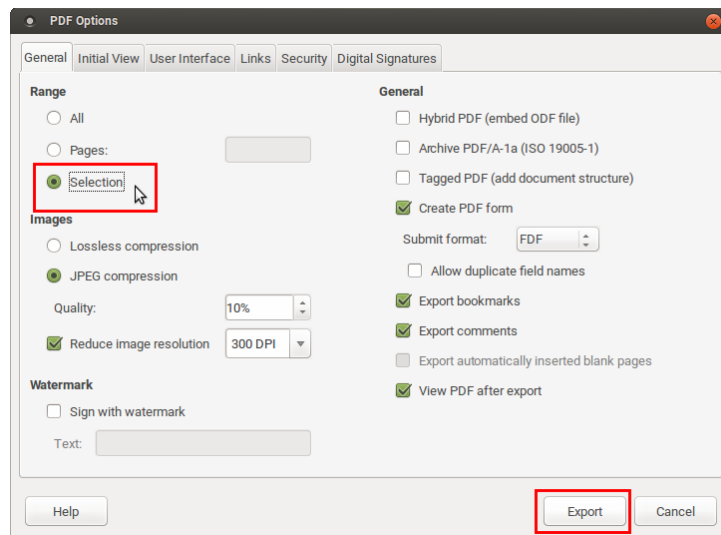 PDF Options
General Initial View User Interface Links Security Digital Signatures
Range
All
Pages:
Selection
Images
Lossless compression
JPEG compression
Quality: 10%
Reduce image resolution 300 DPI
Watermark
Sign with watermark
Text:
General
Hybrid PDF (embed ODF file)
Archive PDF/A-1a (ISO 19005-1)
Tagged PDF (add document structure)
Create PDF form
Submit format: FDF
Allow duplicate field names
Export bookmarks
Export comments
Export automatically inserted blank pages
View PDF after export
Help Export Cancel